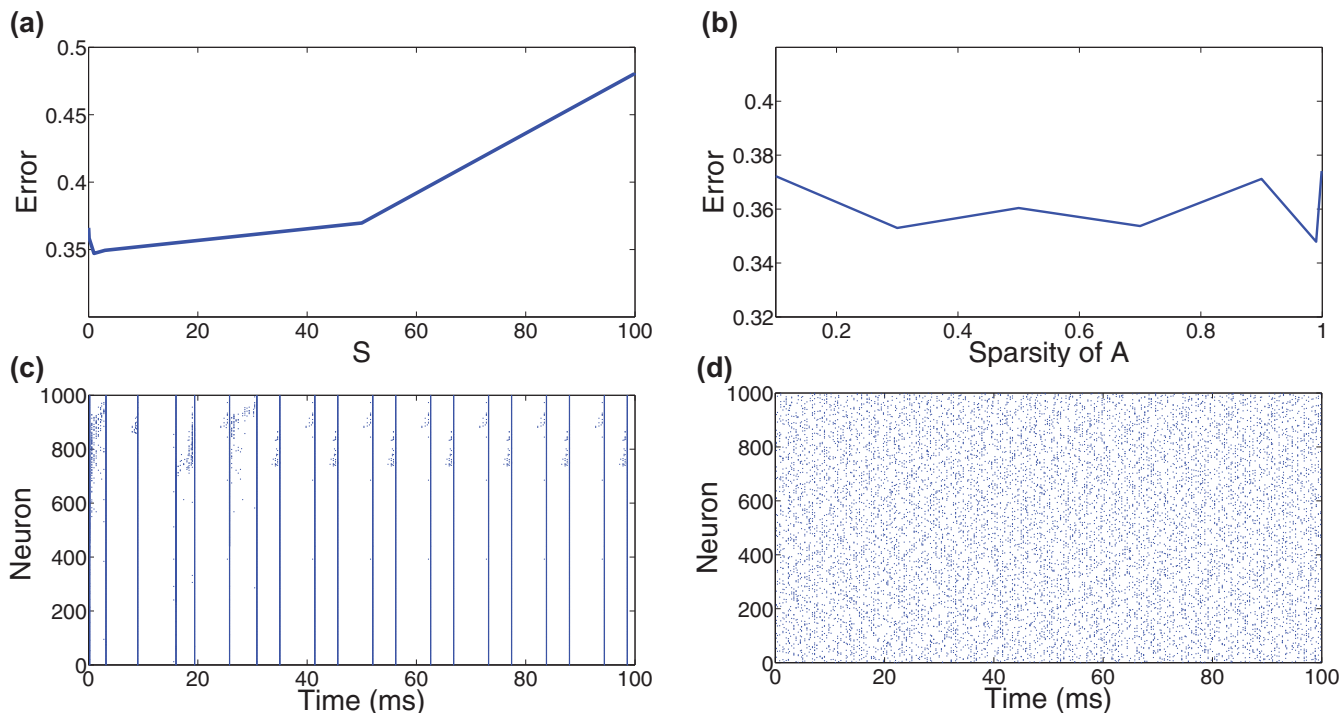 (a)
0.5
0.45
0.4
0.35
Error
0 20 40 60 80 100
S
(b)
0.4
0.38
0.36
0.34
0.32
Error
0.2 0.4 0.6 0.8 1
Sparsity of A
(c)
1000
800
600
400
200
0
Neuron
0 20 40 60 80 100
Time (ms)
(d)
1000
800
600
400
200
0
Neuron
0 20 40 60 80 100
Time (ms)